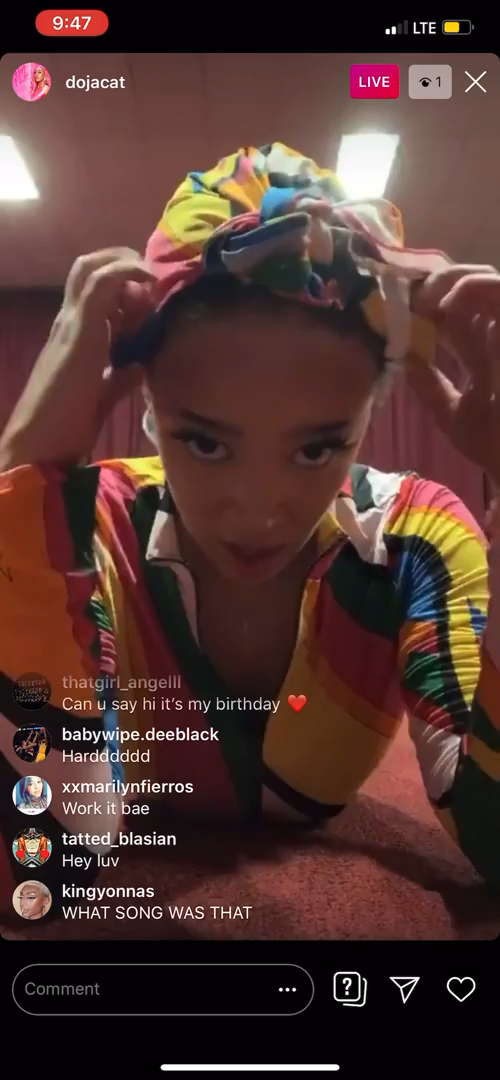 9:47
LTE
dojacat
LIVE
1
thatgirl_angelll
Can u say hi it's my birthday ❤️
babywipe.deeblack
Hardddddd
xxmarilynfierros
Work it bae
tatted_blasian
Hey luv
kingyonnas
WHAT SONG WAS THAT
Comment
?